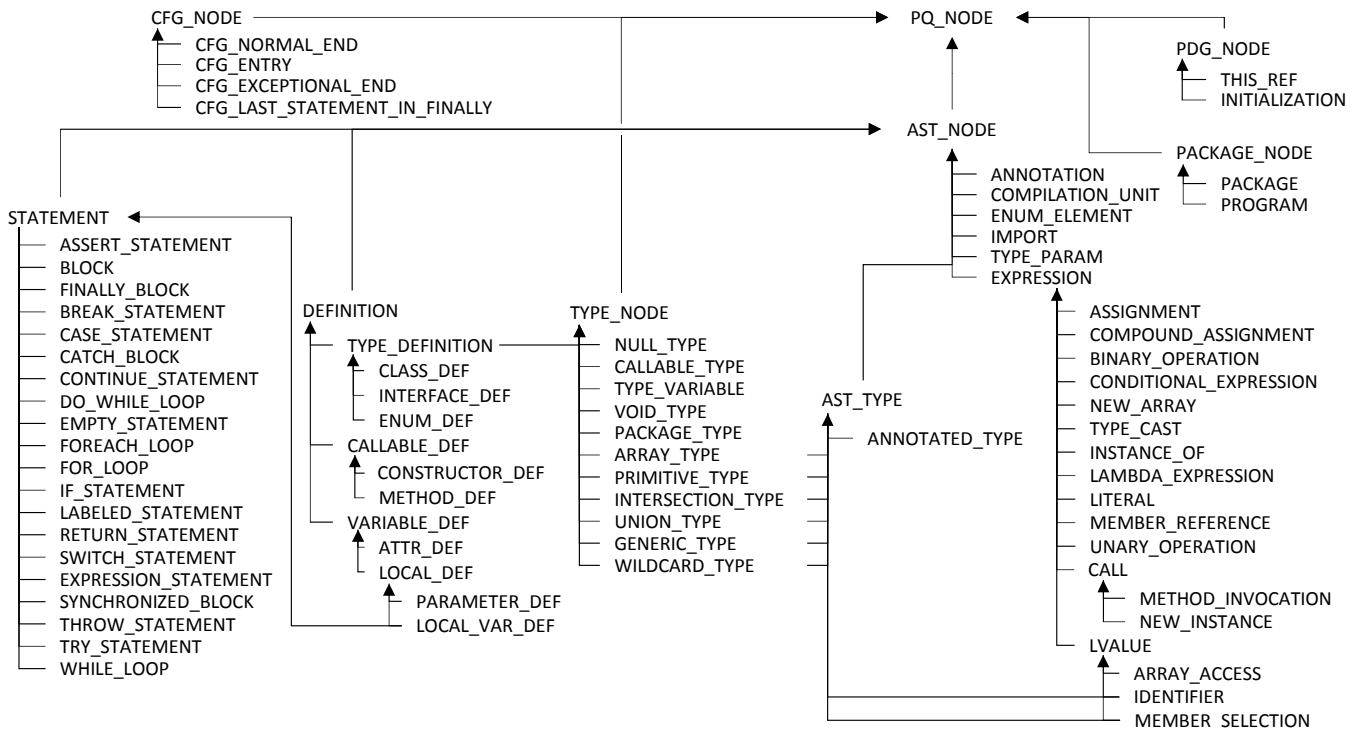 CFG_NODE
CFG_NORMAL_END
CFG_ENTRY
CFG_EXCEPTIONAL_END
CFG_LAST_STATEMENT_IN_FINALLY
PQ_NODE
PDG_NODE
THIS_REF
INITIALIZATION
PACKAGE_NODE
PACKAGE
PROGRAM
AST_NODE
ANNOTATION
COMPILATION_UNIT
ENUM_ELEMENT
IMPORT
TYPE_PARAM
EXPRESSION
STATEMENT
ASSERT_STATEMENT
BLOCK
FINALLY_BLOCK
BREAK_STATEMENT
CASE_STATEMENT
CATCH_BLOCK
CONTINUE_STATEMENT
DO_WHILE_LOOP
EMPTY_STATEMENT
FOREACH_LOOP
FOR_LOOP
IF_STATEMENT
LABELED_STATEMENT
RETURN_STATEMENT
SWITCH_STATEMENT
EXPRESSION_STATEMENT
SYNCHRONIZED_BLOCK
THROW_STATEMENT
TRY_STATEMENT
WHILE_LOOP
DEFINITION
TYPE_DEFINITION
CLASS_DEF
INTERFACE_DEF
ENUM_DEF
CALLABLE_DEF
CONSTRUCTOR_DEF
METHOD_DEF
VARIABLE_DEF
ATTR_DEF
LOCAL_DEF
PARAMETER_DEF
LOCAL_VAR_DEF
TYPE_NODE
NULL_TYPE
CALLABLE_TYPE
TYPE_VARIABLE
VOID_TYPE
PACKAGE_TYPE
ARRAY_TYPE
PRIMITIVE_TYPE
INTERSECTION_TYPE
UNION_TYPE
GENERIC_TYPE
WILDCARD_TYPE
AST_TYPE
ANNOTATED_TYPE
ASSIGNMENT
COMPOUND_ASSIGNMENT
BINARY_OPERATION
CONDITIONAL_EXPRESSION
NEW_ARRAY
TYPE_CAST
INSTANCE_OF
LAMBDA_EXPRESSION
LITERAL
MEMBER_REFERENCE
UNARY_OPERATION
CALL
METHOD_INVOCATION
NEW_INSTANCE
LVALUE
ARRAY_ACCESS
IDENTIFIER
MEMBER_SELECTION